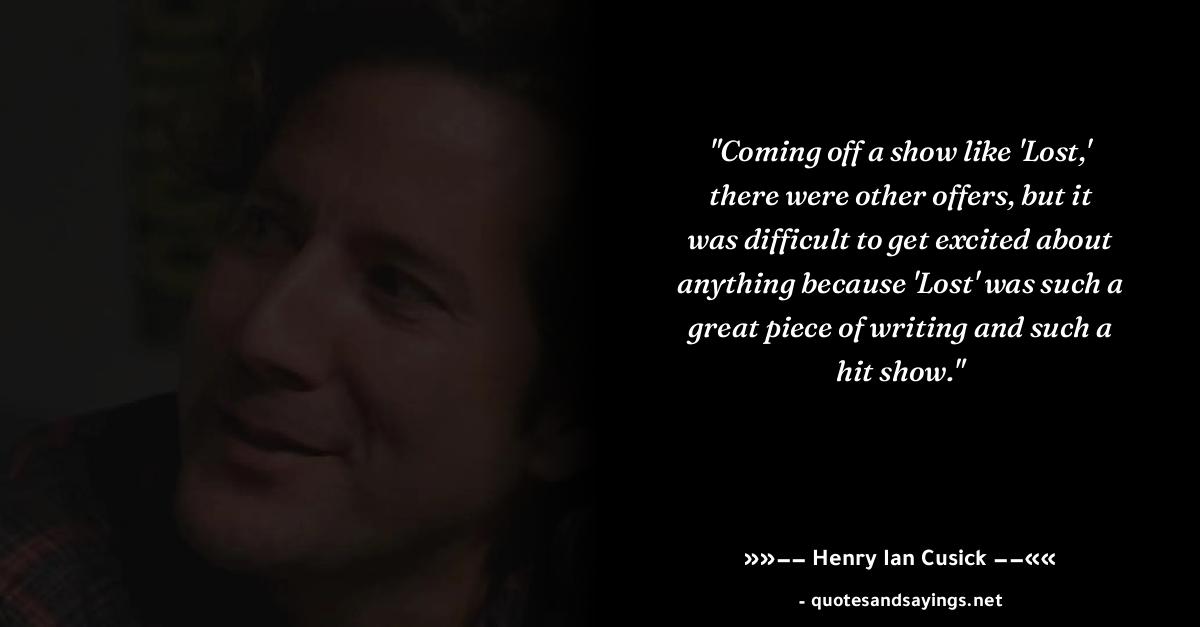 "Coming off a show like 'Lost,'
there were other offers, but it
was difficult to get excited about
anything because 'Lost' was such a
great piece of writing and such a
hit show."
»»−− Henry Ian Cusick −−««
- quotesandsayings.net